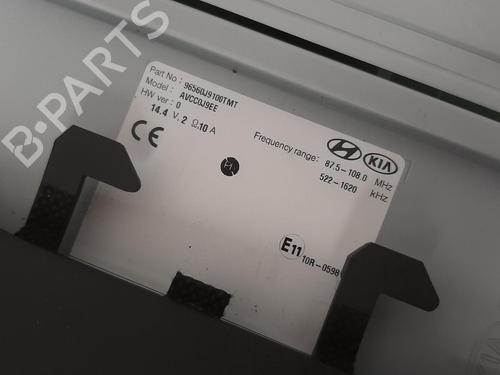 B-PARTS
Part No : 96560J9100TMT
Model : AVCC0J9EE
HW ver : 0
14.4 V. 2 Ω.10 A
CE
Frequency range: 87.5-108.0 MHz
522-1620 kHz
KIA
E11
10R-0598